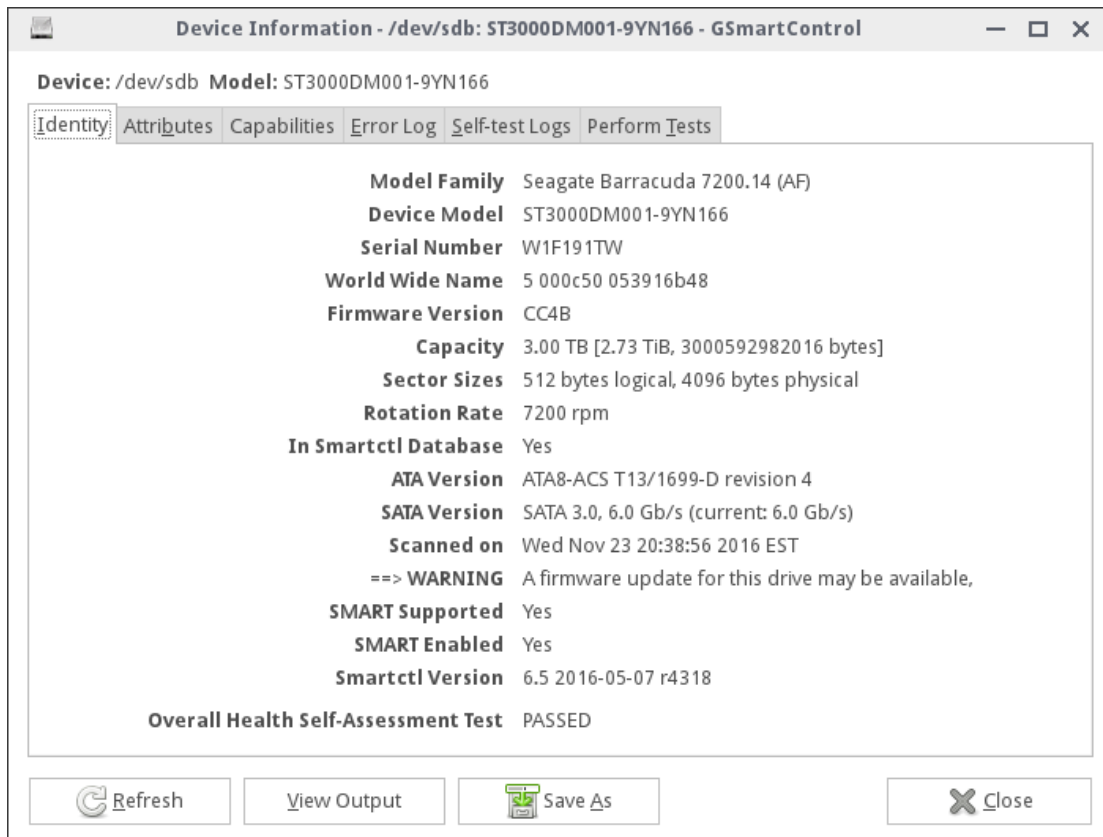 Device Information - /dev/sdb: ST3000DM001-9YN166 - GSmartControl
Device: /dev/sdb Model: ST3000DM001-9YN166
Identity Attributes Capabilities Error Log Self-test Logs Perform Tests
Model Family Seagate Barracuda 7200.14 (AF)
Device Model ST3000DM001-9YN166
Serial Number W1F191TW
World Wide Name 5 000c50 053916b48
Firmware Version CC4B
Capacity 3.00 TB [2.73 TiB, 3000592982016 bytes]
Sector Sizes 512 bytes logical, 4096 bytes physical
Rotation Rate 7200 rpm
In Smartctl Database Yes
ATA Version ATA8-ACS T13/1699-D revision 4
SATA Version SATA 3.0, 6.0 Gb/s (current: 6.0 Gb/s)
Scanned on Wed Nov 23 20:38:56 2016 EST
==> WARNING A firmware update for this drive may be available,
SMART Supported Yes
SMART Enabled Yes
Smartctl Version 6.5 2016-05-07 r4318
Overall Health Self-Assessment Test PASSED
Refresh View Output Save As Close